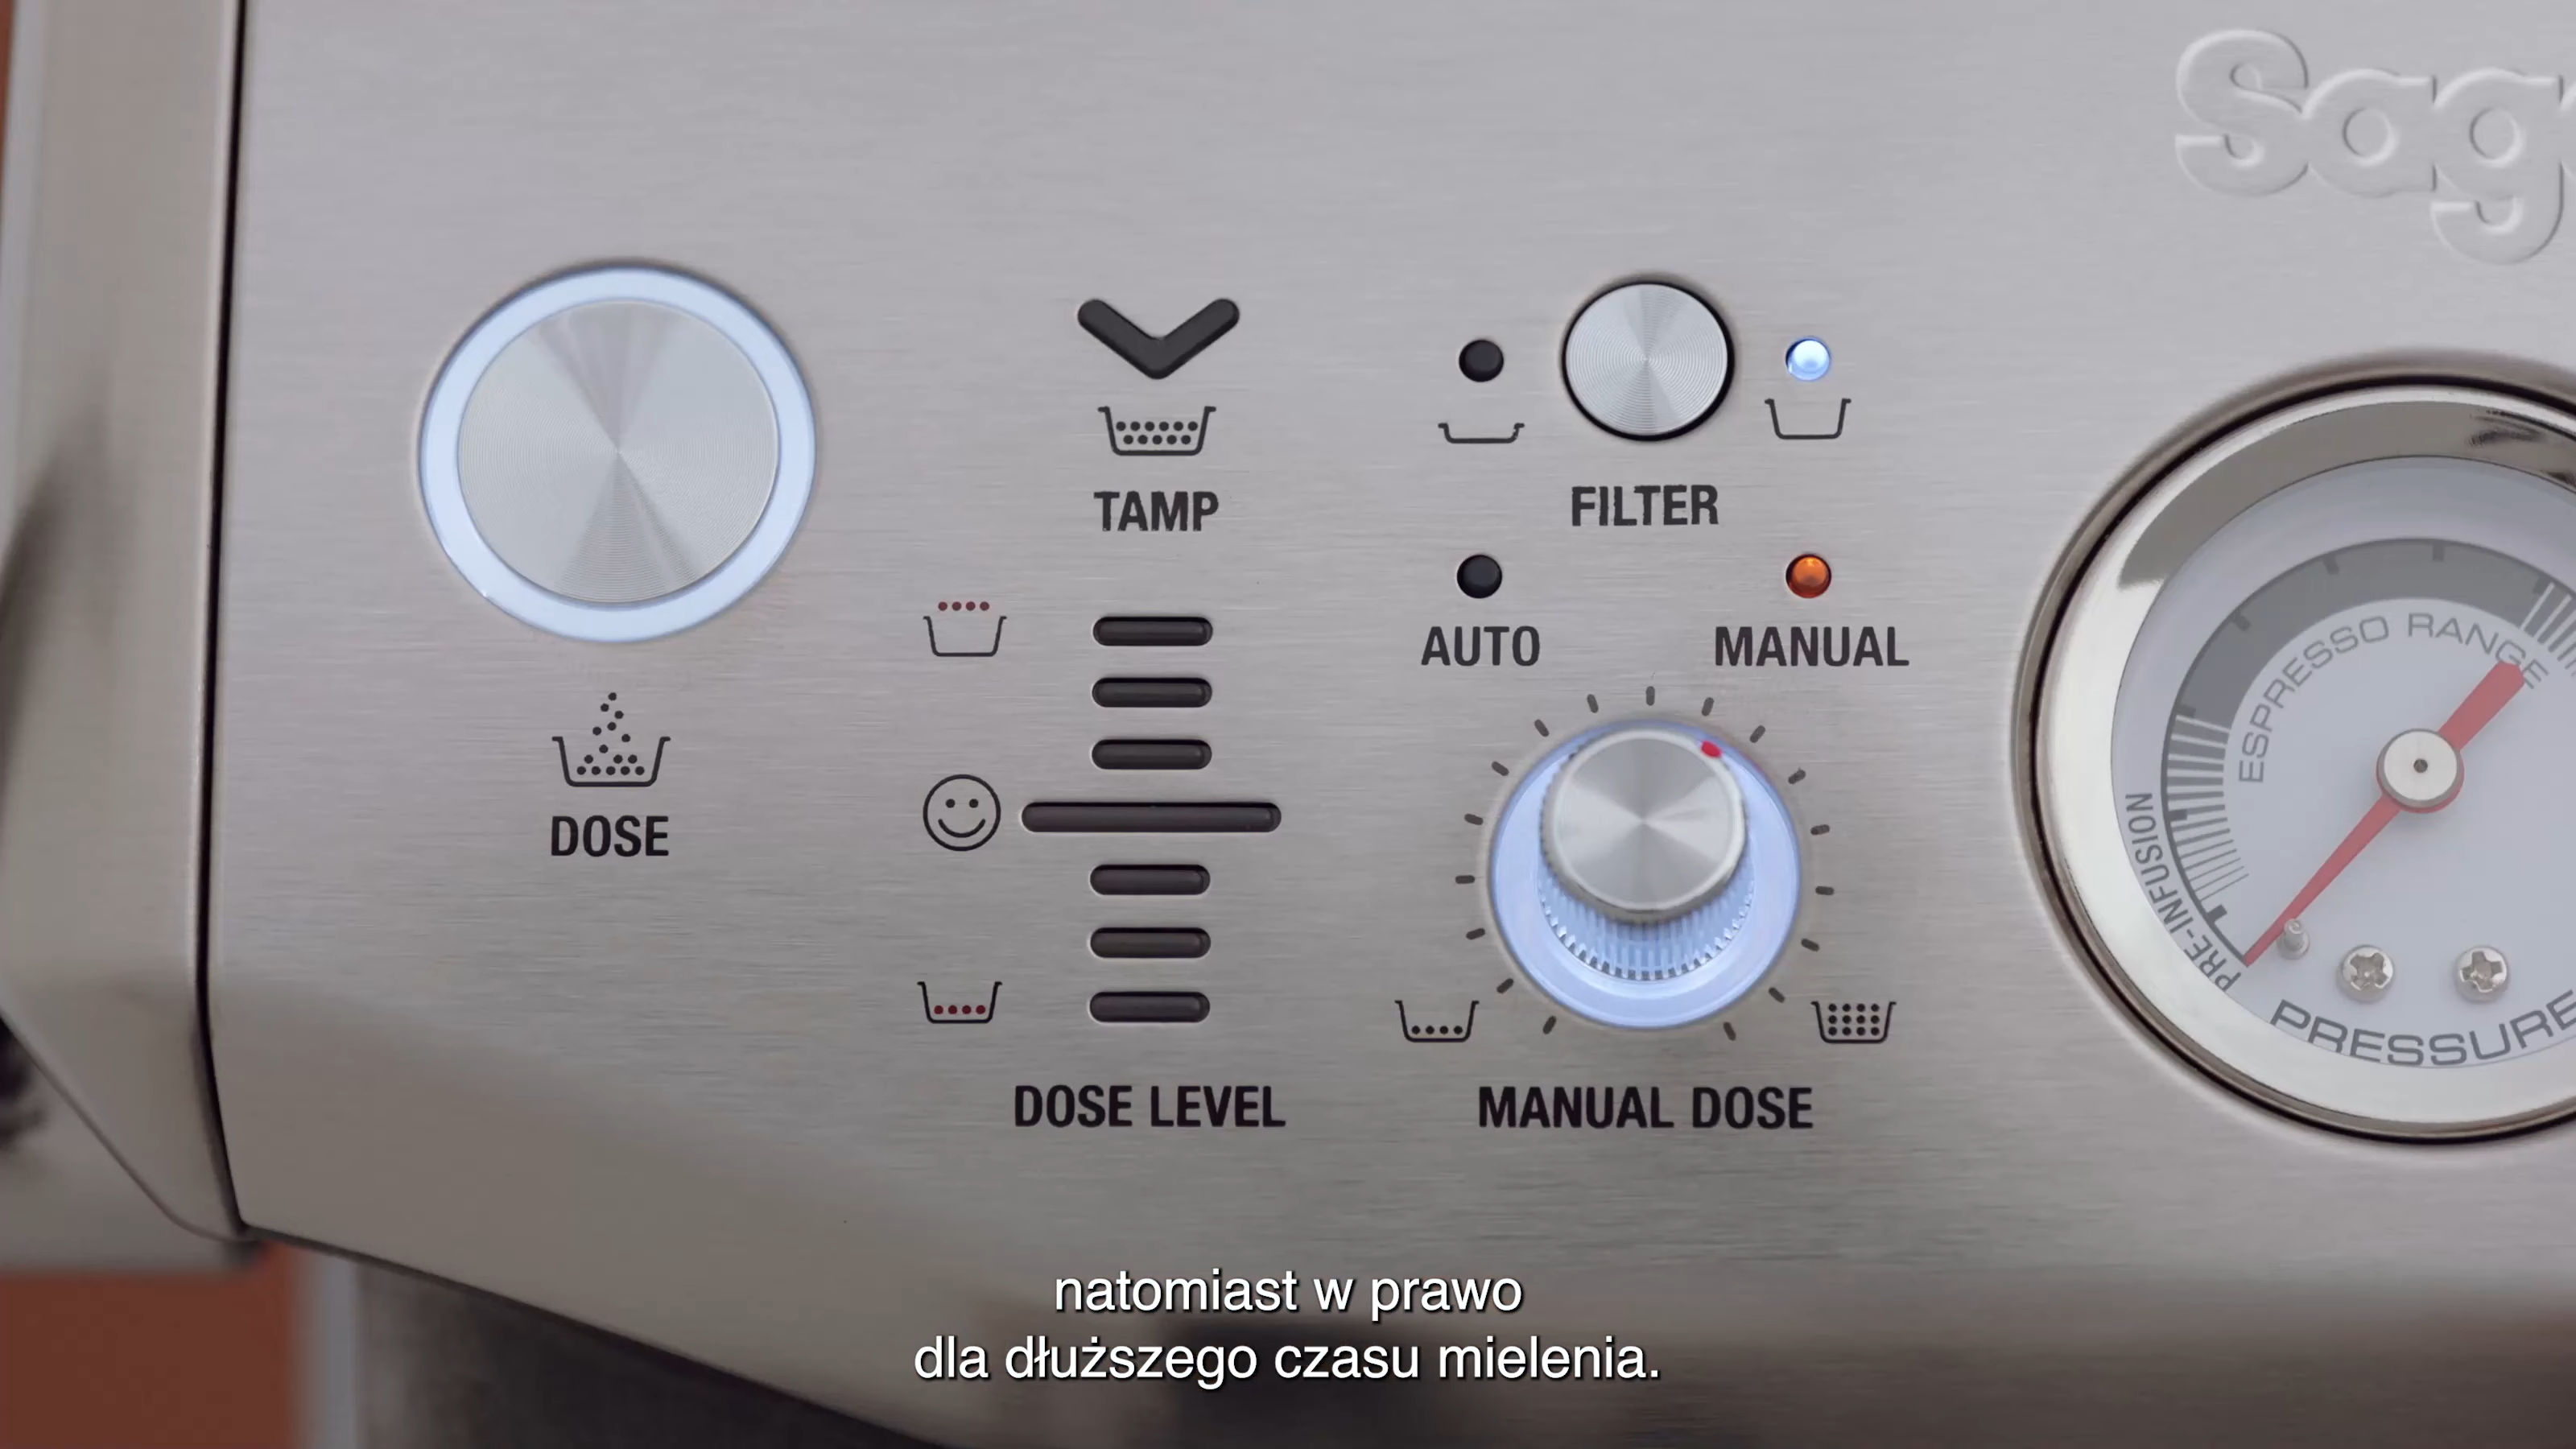 Sag
TAMP
FILTER
AUTO
MANUAL
ESPRESSO RANGE
DOSE
PRE-INFUSION
PRESSURE
DOSE LEVEL
MANUAL DOSE
natomiast w prawo
dla dłuższego czasu mielenia.